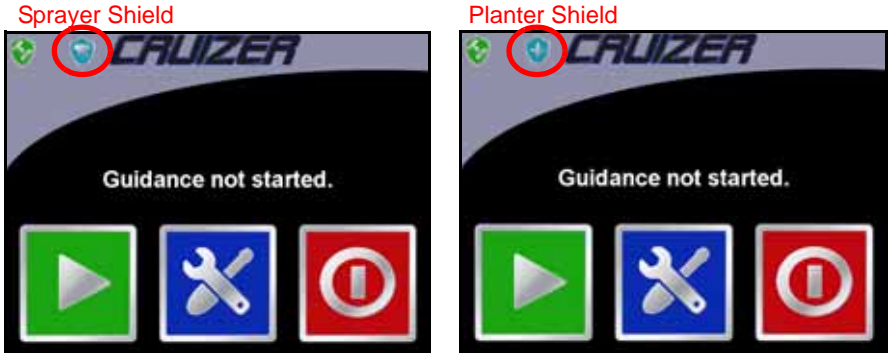 Sprayer Shield
CRUIZER
Guidance not started.
Planter Shield
CRUIZER
Guidance not started.